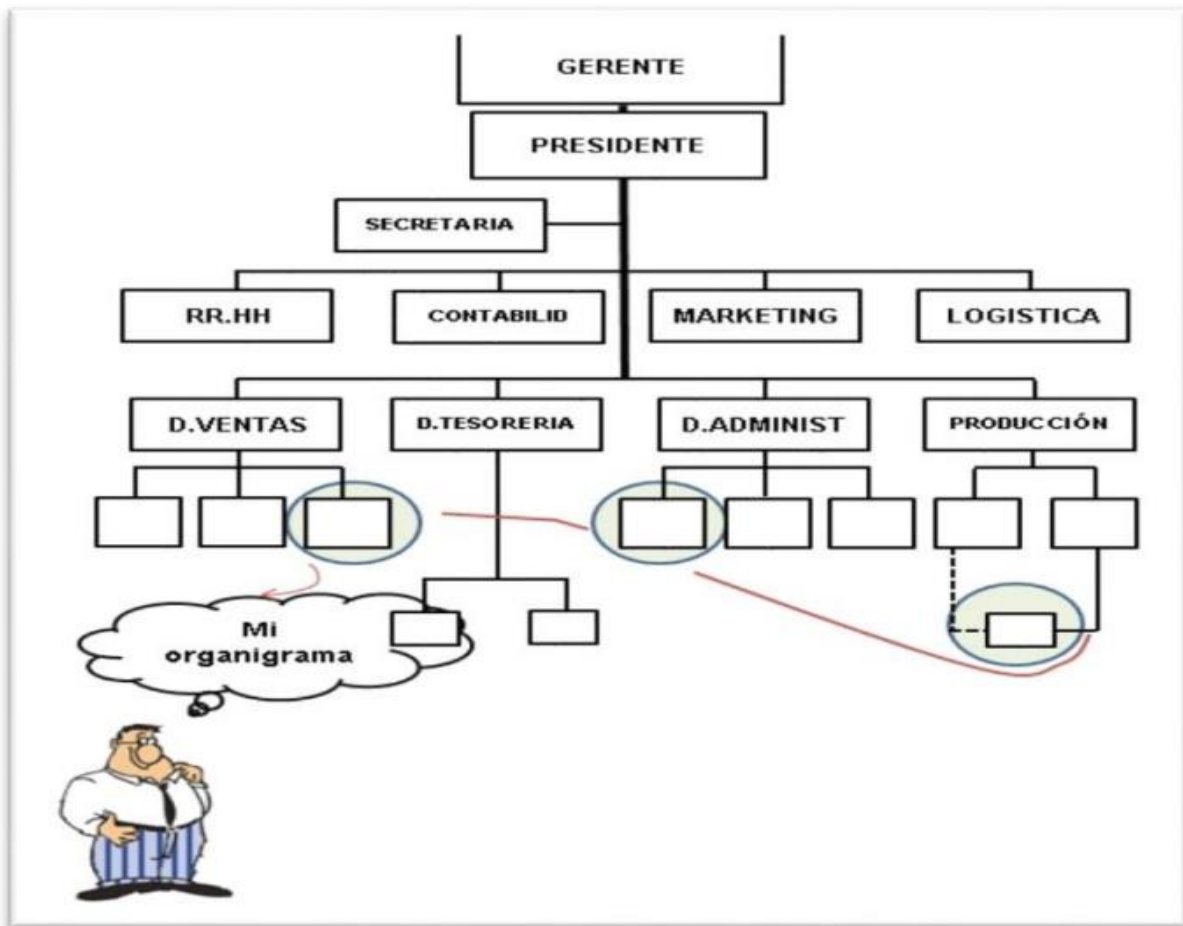 GERENTE
PRESIDENTE
SECRETARIA
RR.HH
CONTABILID
MARKETING
LOGISTICA
D.VENTAS
D.TESORERIA
D.ADMINIST
PRODUCCIÓN
Mi
organigrama